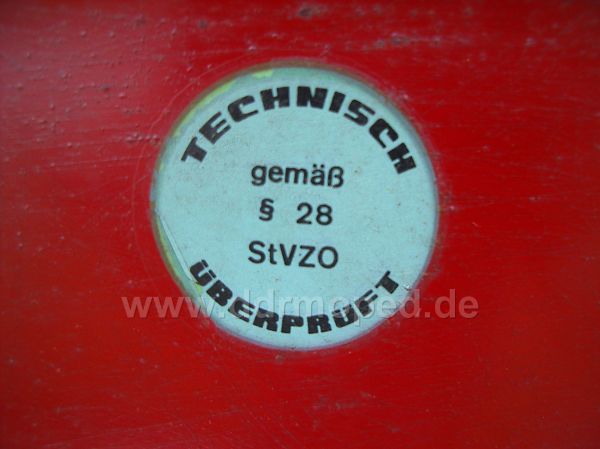 TECHNISCH
gemäß
§ 28
StVZO
ÜBERPRÜFT
www.ddrmoped.de